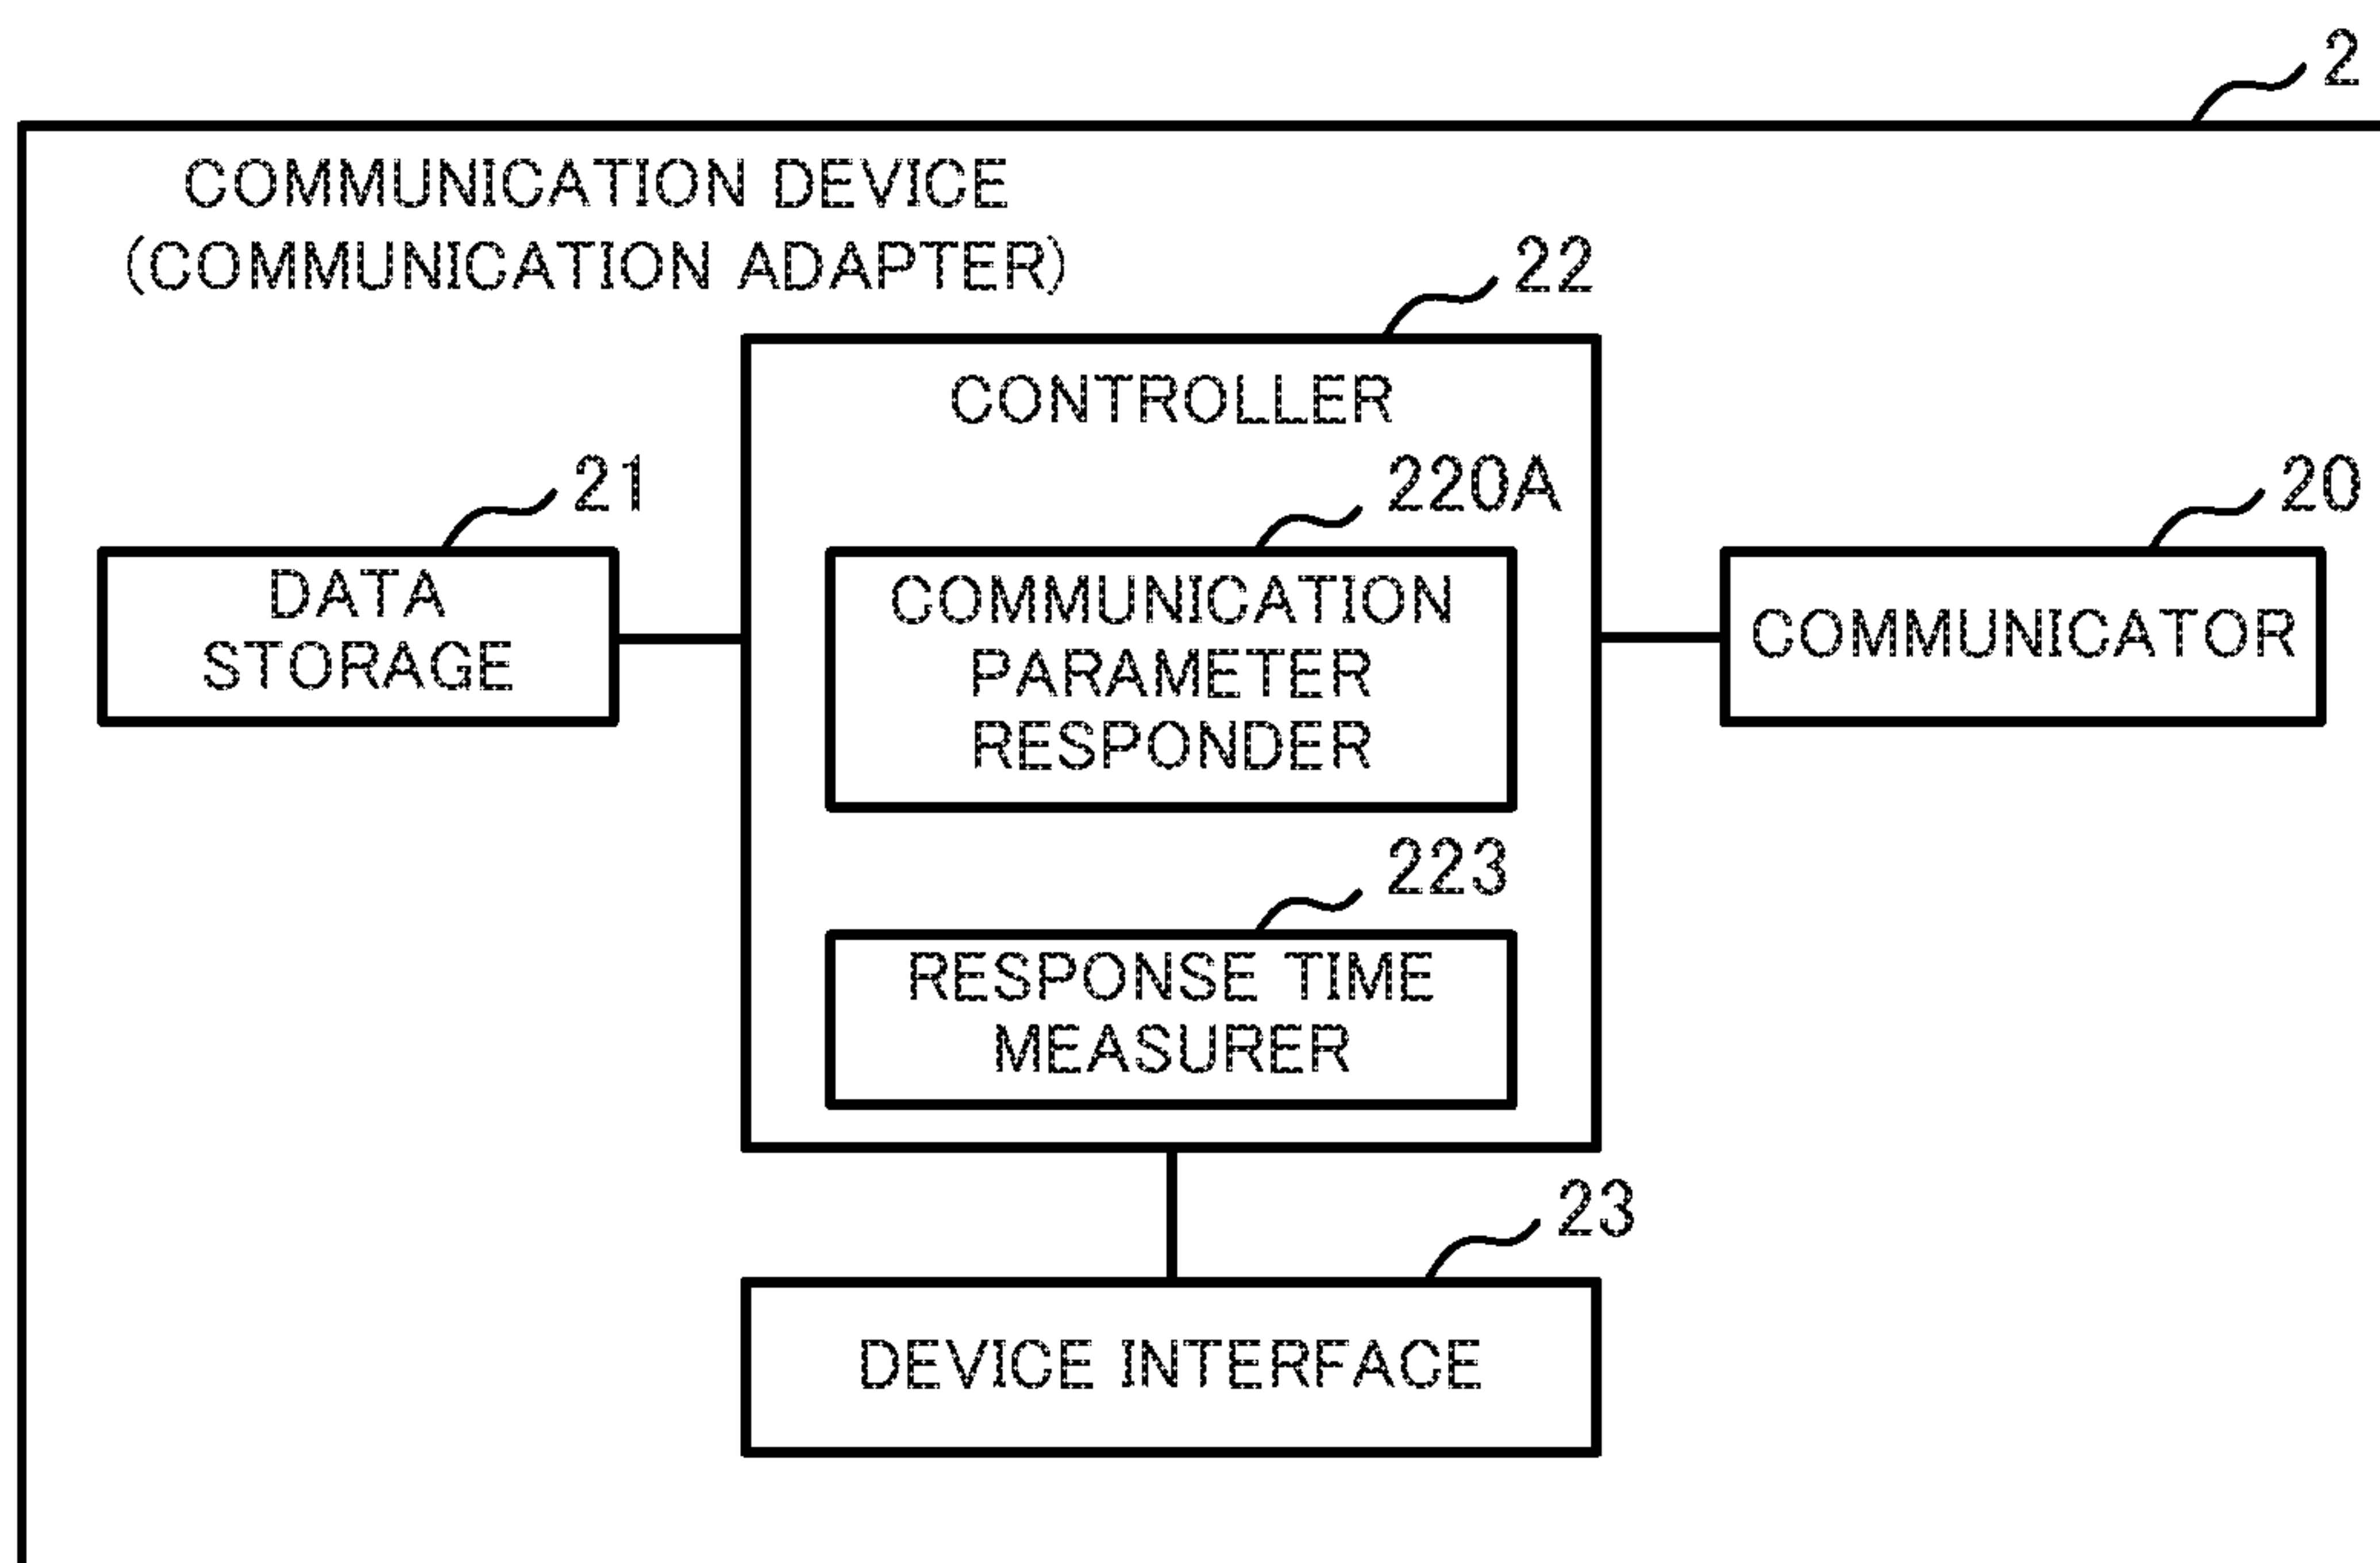 2
COMMUNICATION DEVICE
(COMMUNICATION ADAPTER)
22
CONTROLLER
21
220A
20
DATA
STORAGE
COMMUNICATION
PARAMETER
RESPONDER
COMMUNICATOR
223
RESPONSE TIME
MEASURER
23
DEVICE INTERFACE